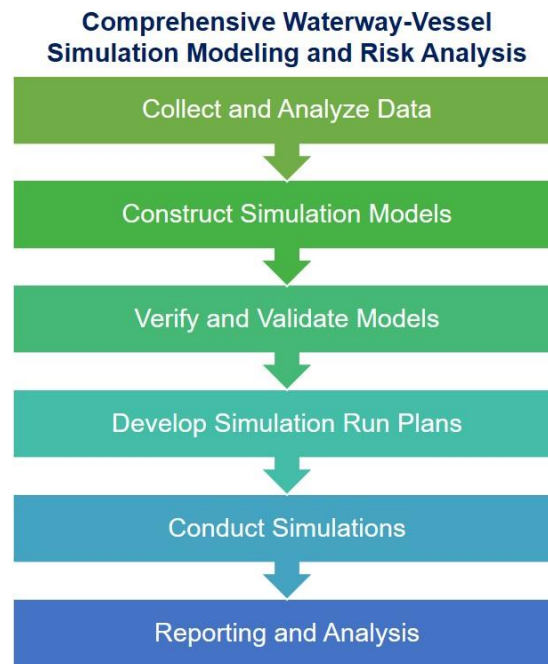 Comprehensive Waterway-Vessel
Simulation Modeling and Risk Analysis
Collect and Analyze Data
Construct Simulation Models
Verify and Validate Models
Develop Simulation Run Plans
Conduct Simulations
Reporting and Analysis